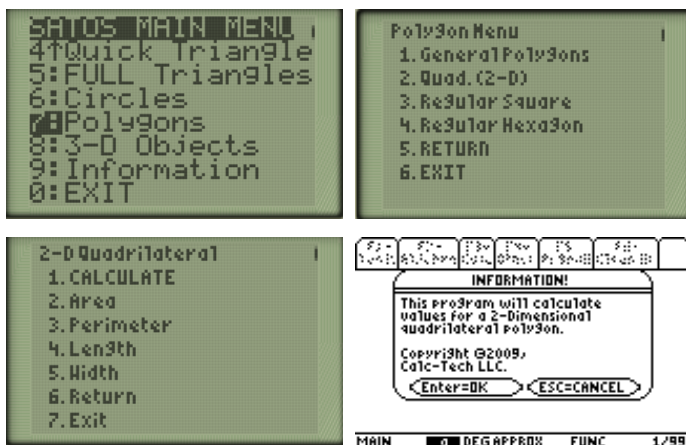 SATOS MAIN MENU
4↑Quick Triangle
5:FULL Triangles
6:Circles
7:Polygons
8:3-D Objects
9:Information
0:EXIT
Polygon Menu
1.General Polygons
2.Quad.(2-D)
3.Regular Square
4.Regular Hexagon
5.RETURN
6.EXIT
2-D Quadrilateral
1.CALCULATE
2.Area
3.Perimeter
4.Length
5.Width
6.Return
7.Exit
INFORMATION!
This program will calculate
values for a 2-Dimensional
quadrilateral polygon.
Copyright ©2009,
Calc-Tech LLC.
Enter=OK ESC=CANCEL
MAIN DEG APPROX FUNC 1/99